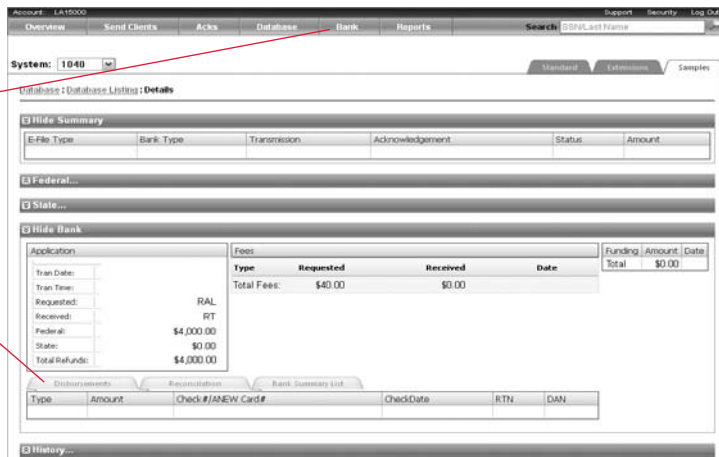 Account: LA15000 Support Security Log Out
Overview Send Clients Acks Database Bank Reports Search SSN/Last Name
System: 1040 Standard Extensions Samples
Database : Database Listing : Details
Hide Summary
E-File Type Bank Type Transmission Acknowledgement Status Amount
Federal...
State...
Hide Bank
Application Fees Funding Amount Date
Type Requested Received Date Total $0.00
Tran Date:
Total Fees: $40.00 $0.00
Tran Time:
Requested: RAL
Received: RT
Federal: $4,000.00
State: $0.00
Total Refunds: $4,000.00
Disbursements Reconciliation Bank Summary List
Type Amount Check #/ANEW Card # CheckDate RTN DAN
History...